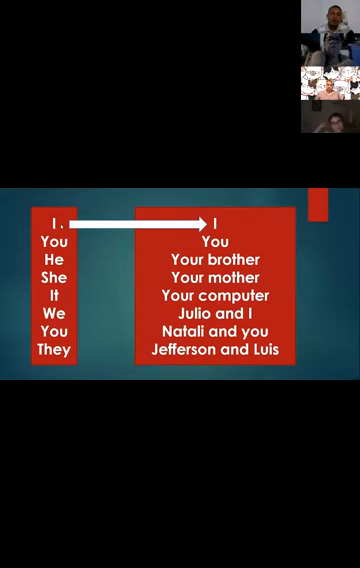 I.
You
He
She
It
We
You
They
I
You
Your brother
Your mother
Your computer
Julio and I
Natali and you
Jefferson and Luis